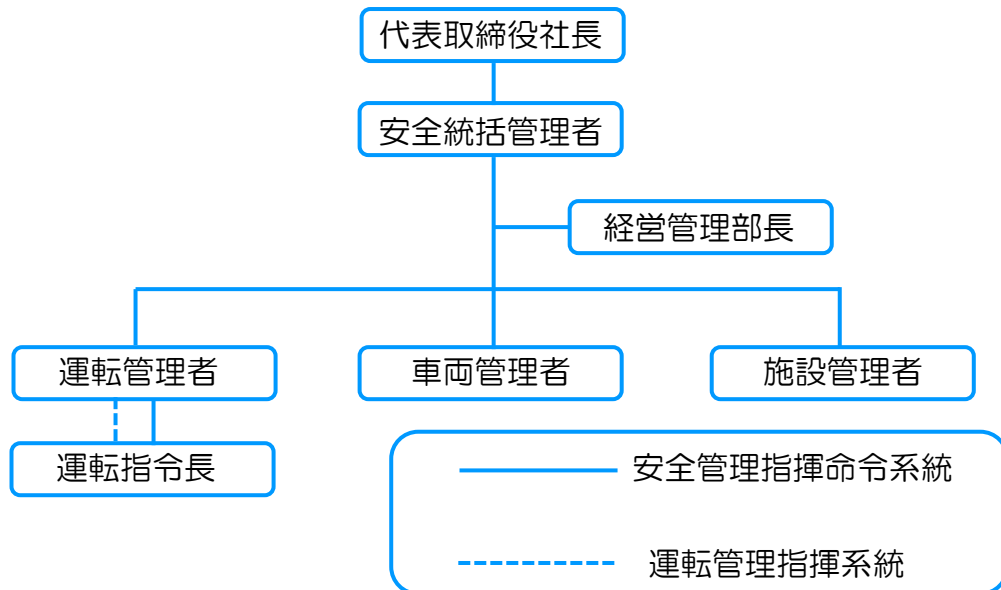 代表取締役社長
安全統括管理者
経営管理部長
運転管理者
車両管理者
施設管理者
運転指令長
安全管理指揮命令系統
運転管理指揮系統